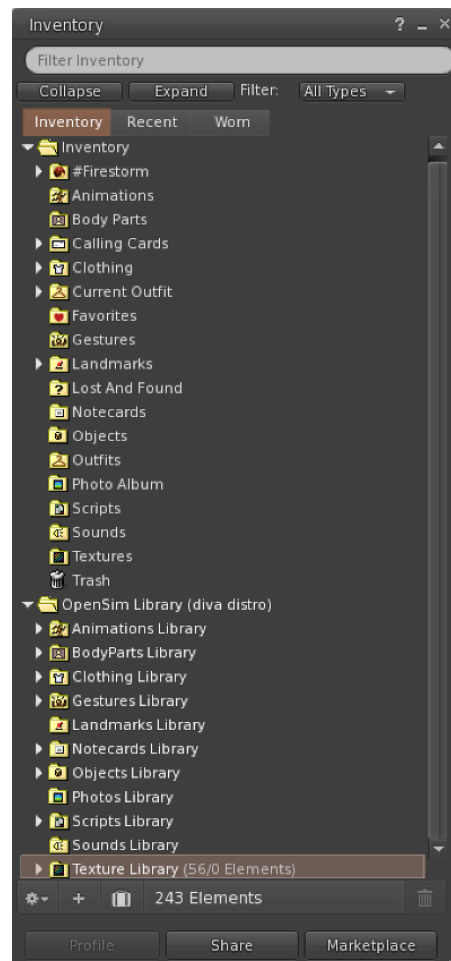 Inventory ? _ ×
Filter Inventory
Collapse Expand Filter: All Types
Inventory Recent Worn
Inventory
#Firestorm
Animations
Body Parts
Calling Cards
Clothing
Current Outfit
Favorites
Gestures
Landmarks
Lost And Found
Notecards
Objects
Outfits
Photo Album
Scripts
Sounds
Textures
Trash
OpenSim Library (diva distro)
Animations Library
BodyParts Library
Clothing Library
Gestures Library
Landmarks Library
Notecards Library
Objects Library
Photos Library
Scripts Library
Sounds Library
Texture Library (56/0 Elements)
+ 243 Elements
Profile Share Marketplace